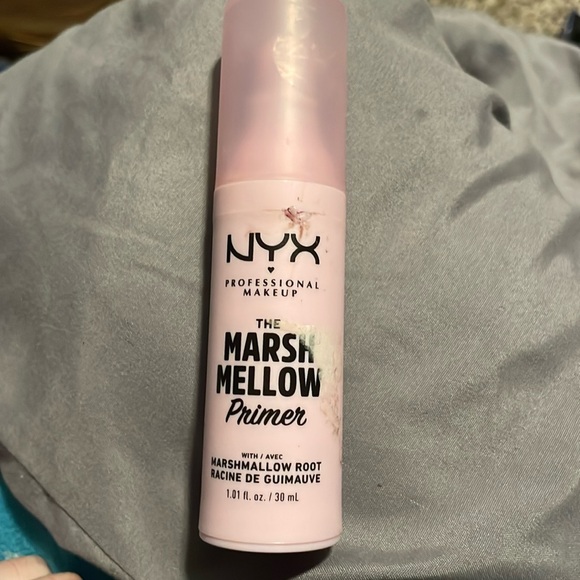 NYX
PROFESSIONAL
MAKEUP
THE
MARSH
MELLOW
Primer
WITH / AVEC
MARSHMALLOW ROOT
RACINE DE GUIMAUVE
1.01 fl. oz. / 30 mL